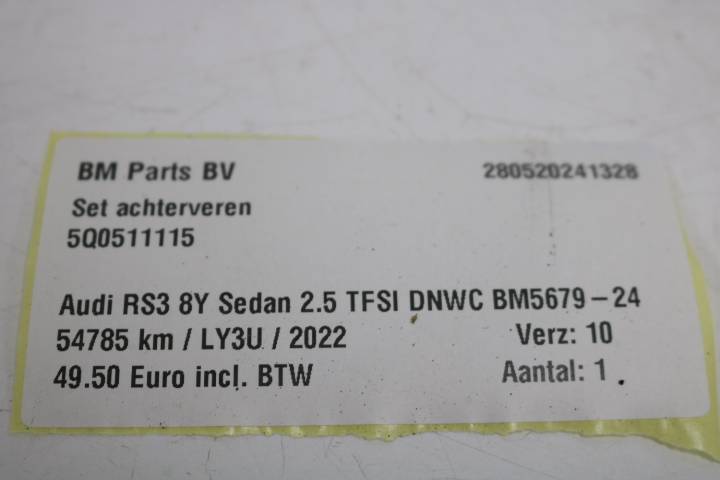 BM Parts BV 280520241328
Set achterveren
5Q0511115
Audi RS3 8Y Sedan 2.5 TFSI DNWC BM5679-24
54785 km / LY3U / 2022 Verz: 10
49.50 Euro incl. BTW Aantal: 1